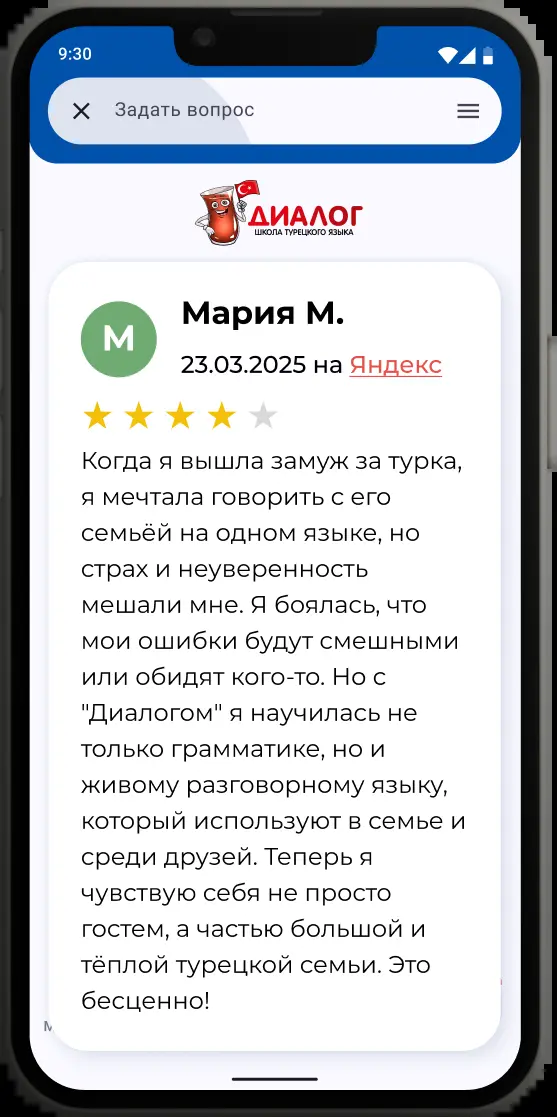 9:30
Задать вопрос
ДИАЛОГ
ШКОЛА ТУРЕЦКОГО ЯЗЫКА
М
Мария М.
23.03.2025 на Яндекс
Когда я вышла замуж за турка,
я мечтала говорить с его
семьёй на одном языке, но
страх и неуверенность
мешали мне. Я боялась, что
мои ошибки будут смешными
или обидят кого-то. Но с
"Диалогом" я научилась не
только грамматике, но и
живому разговорному языку,
который используют в семье и
среди друзей. Теперь я
чувствую себя не просто
гостем, а частью большой и
тёплой турецкой семьи. Это
бесценно!